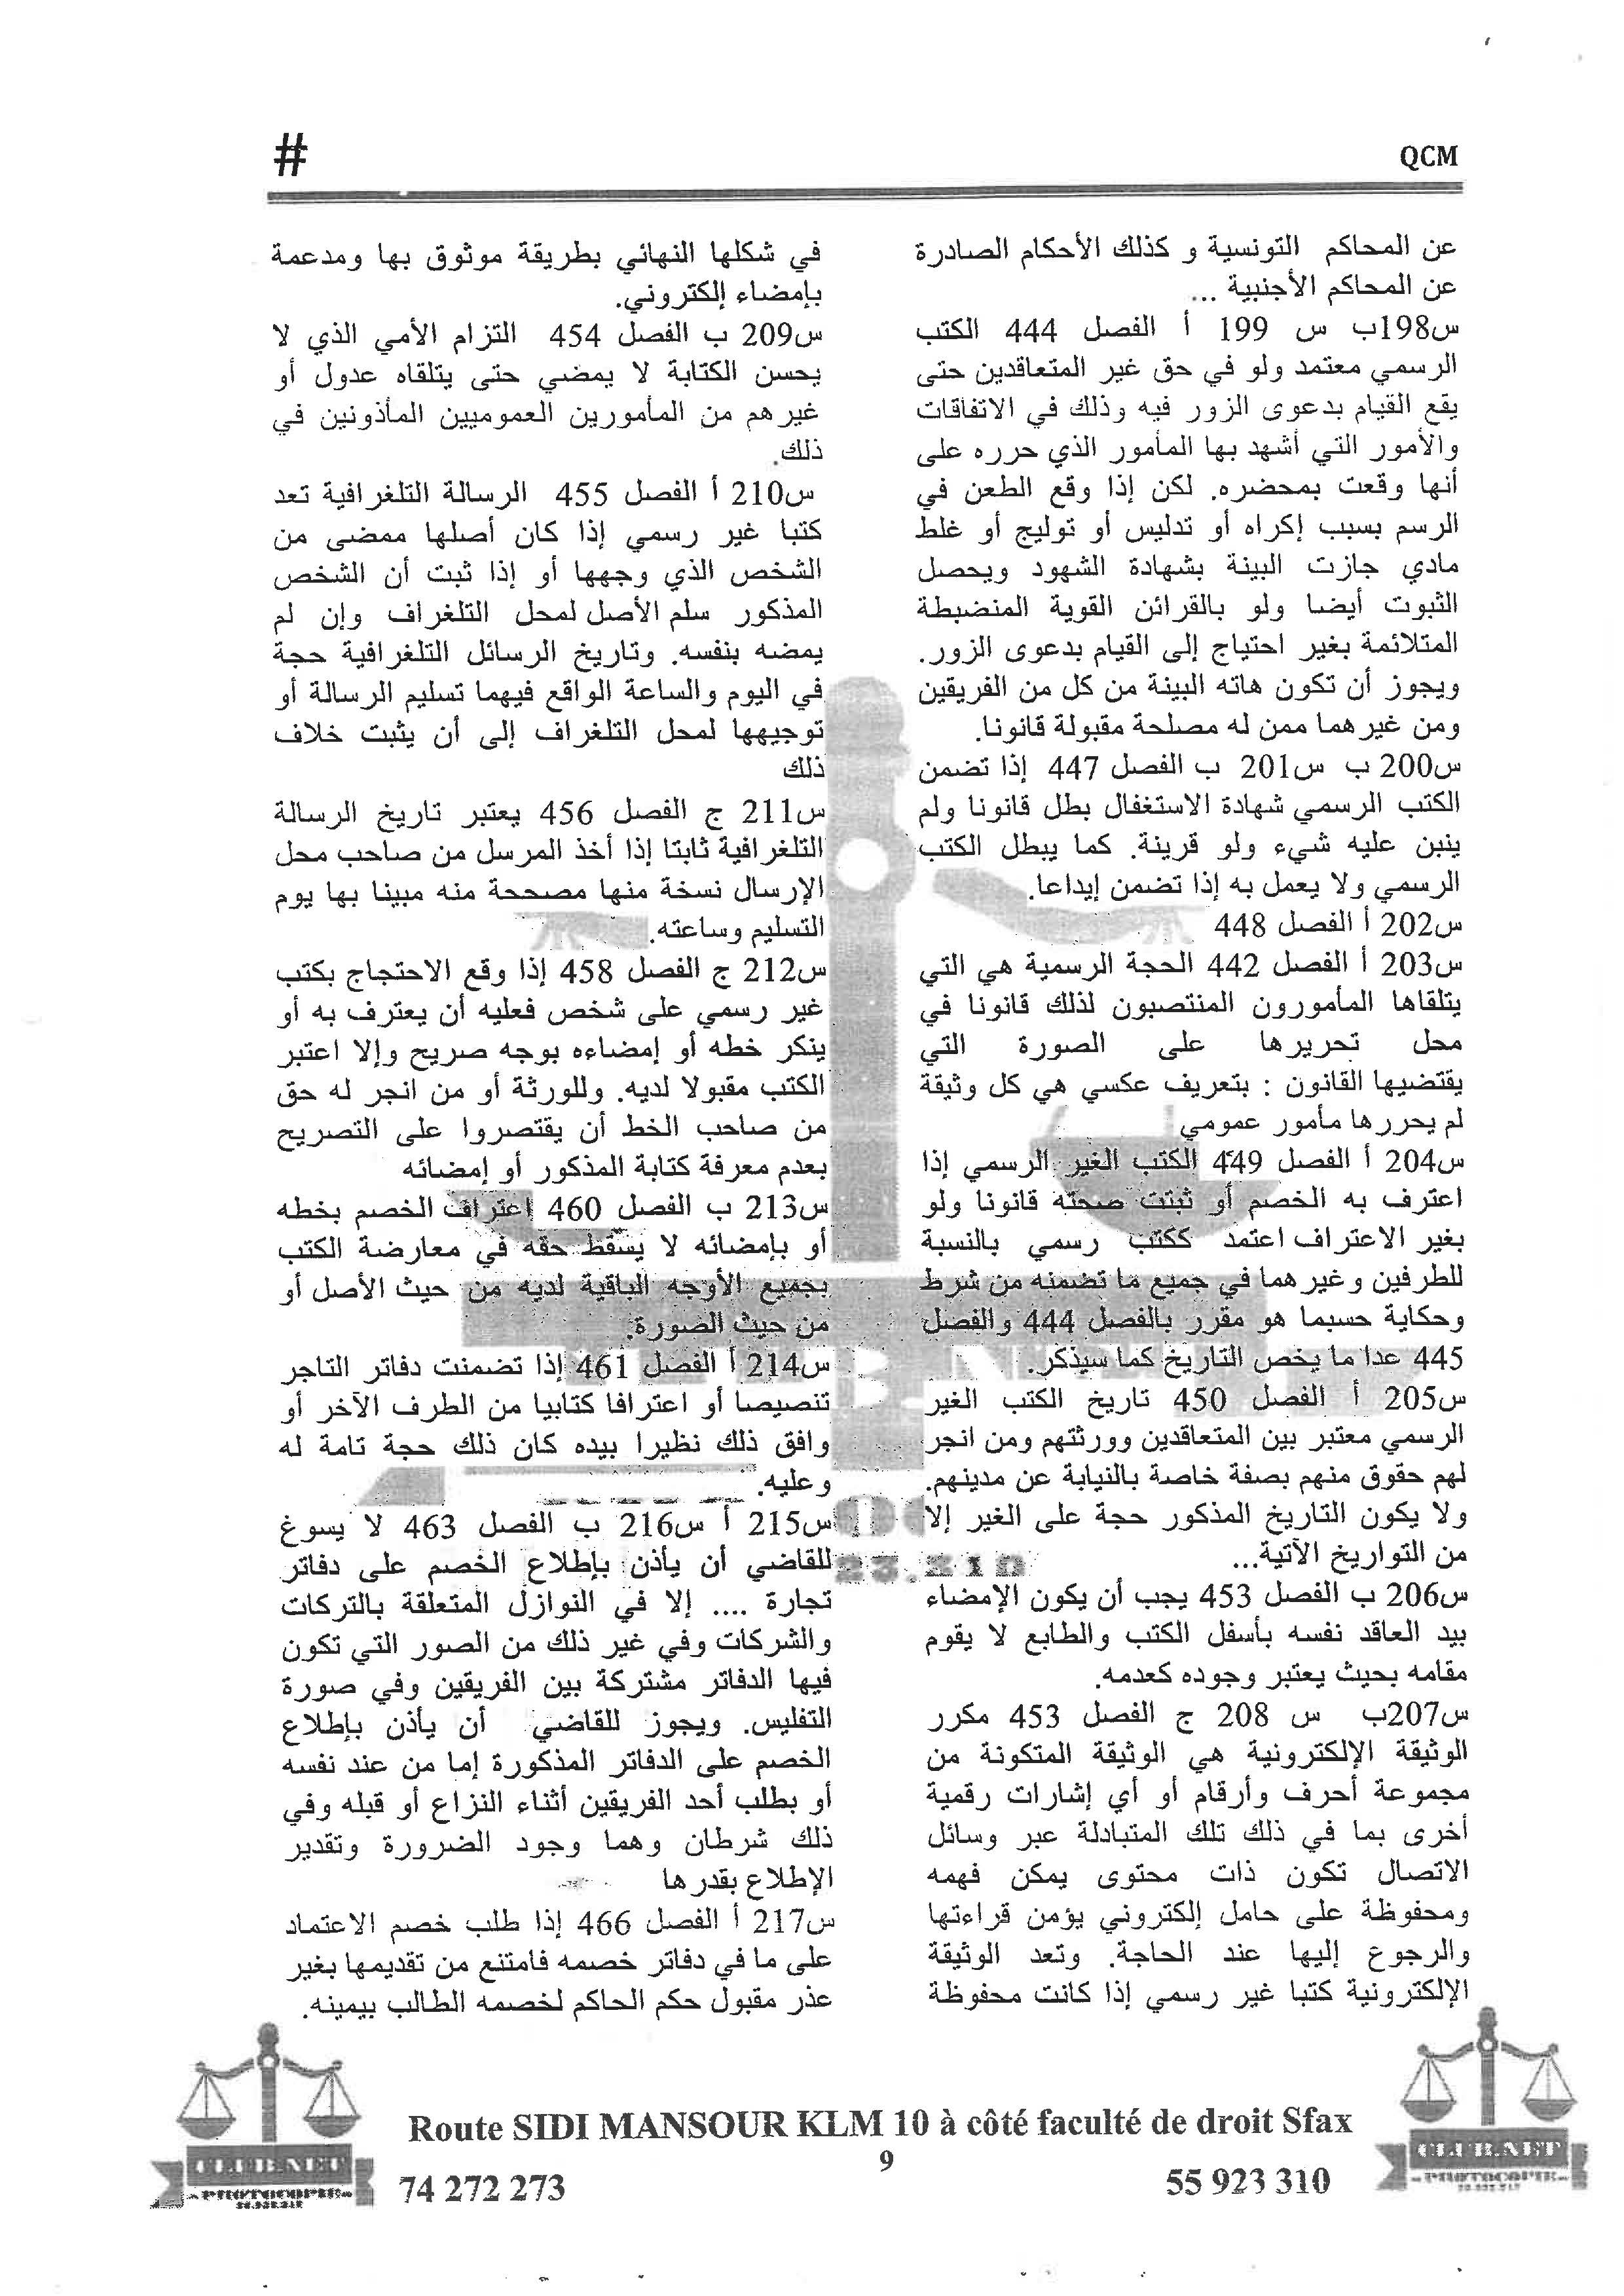 #
QCM
عن المحاكم التونسية و كذلك الأحكام الصادرة
عن المحاكم الأجنبية ...
س198ب س 199 أ الفصل 444 الكتب
الرسمي معتمد ولو في حق غير المتعاقدين حتى
يقع القيام بدعوى الزور فيه وذلك في الاتفاقات
والأمور التي أشهد بها المأمور الذي حرره على
أنها وقعت بمحضره. لكن إذا وقع الطعن في
الرسم بسبب إكراه أو تدليس أو توليج أو غلط
مادي جازت البينة بشهادة الشهود ويحصل
الثبوت أيضا ولو بالقرائن القوية المنضبطة
المتلائمة بغير احتياج إلى القيام بدعوى الزور.
ويجوز أن تكون هاته البينة من كل من الفريقين
ومن غيرهما ممن له مصلحة مقبولة قانونا.
س200 ب س201 ب الفصل 447 إذا تضمن
الكتب الرسمي شهادة الاستغفال بطل قانونا ولم
ينبن عليه شيء ولو قرينة. كما يبطل الكتب
الرسمي ولا يعمل به إذا تضمن إيداعا.
س202 أ الفصل 448
س203 أ الفصل 442 الحجة الرسمية هي التي
يتلقاها المأمورون المنتصبون لذلك قانونا في
محل تحريرها على الصورة التي
يقتضيها القانون : بتعريف عكسي هي كل وثيقة
لم يحررها مأمور عمومي
س204 أ الفصل 449 الكتب الغير الرسمي إذا
اعترف به الخصم أو ثبتت صحته قانونا ولو
بغير الاعتراف اعتمد ككتب رسمي بالنسبة
للطرفين وغيرهما في جميع ما تضمنه من شرط
وحكاية حسبما هو مقرر بالفصل 444 والفصل
445 عدا ما يخص التاريخ كما سيذكر.
س205 أ الفصل 450 تاريخ الكتب الغير
الرسمي معتبر بين المتعاقدين وورثتهم ومن انجر
لهم حقوق منهم بصفة خاصة بالنيابة عن مدينهم.
ولا يكون التاريخ المذكور حجة على الغير إلا
من التواريخ الآتية...
س206 ب الفصل 453 يجب أن يكون الإمضاء
بيد العاقد نفسه بأسفل الكتب والطابع لا يقوم
مقامه بحيث يعتبر وجوده كعدمه.
س207ب س 208 ج الفصل 453 مكرر
الوثيقة الإلكترونية هي الوثيقة المتكونة من
مجموعة أحرف وأرقام أو أي إشارات رقمية
أخرى بما في ذلك تلك المتبادلة عبر وسائل
الاتصال تكون ذات محتوى يمكن فهمه
ومحفوظة على حامل إلكتروني يؤمن قراءتها
والرجوع إليها عند الحاجة. وتعد الوثيقة
الإلكترونية كتبا غير رسمي إذا كانت محفوظة
في شكلها النهائي بطريقة موثوق بها ومدعمة
بإمضاء إلكتروني.
س209 ب الفصل 454 التزام الأمي الذي لا
يحسن الكتابة لا يمضي حتى يتلقاه عدول أو
غيرهم من المأمورين العموميين المأذونين في
ذلك.
س210 أ الفصل 455 الرسالة التلغرافية تعد
كتبا غير رسمي إذا كان أصلها ممضى من
الشخص الذي وجهها أو إذا ثبت أن الشخص
المذكور سلم الأصل لمحل التلغراف وإن لم
يمضه بنفسه. وتاريخ الرسائل التلغرافية حجة
في اليوم والساعة الواقع فيهما تسليم الرسالة أو
توجيهها لمحل التلغراف إلى أن يثبت خلاف
ذلك
س211 ج الفصل 456 يعتبر تاريخ الرسالة
التلغرافية ثابتا إذا أخذ المرسل من صاحب محل
الإرسال نسخة منها مصححة منه مبينا بها يوم
التسليم وساعته.
س212 ج الفصل 458 إذا وقع الاحتجاج بكتب
غير رسمي على شخص فعليه أن يعترف به أو
ينكر خطه أو إمضاءه بوجه صريح وإلا اعتبر
الكتب مقبولا لديه. وللورثة أو من انجر له حق
من صاحب الخط أن يقتصروا على التصريح
بعدم معرفة كتابة المذكور أو إمضائه
س213 ب الفصل 460 اعتراف الخصم بخطه
أو بإمضائه لا يسقط حقه في معارضة الكتب
بجميع الأوجه الباقية لديه من حيث الأصل أو
من حيث الصورة.
س214 أ الفصل 461 إذا تضمنت دفاتر التاجر
تنصيصا أو اعترافا كتابيا من الطرف الآخر أو
وافق ذلك نظيرا بيده كان ذلك حجة تامة له
وعليه.
س215 أ س216 ب الفصل 463 لا يسوغ
للقاضي أن يأذن بإطلاع الخصم على دفاتر
تجارة .... إلا في النوازل المتعلقة بالتركات
والشركات وفي غير ذلك من الصور التي تكون
فيها الدفاتر مشتركة بين الفريقين وفي صورة
التفليس. ويجوز للقاضي أن يأذن بإطلاع
الخصم على الدفاتر المذكورة إما من عند نفسه
أو بطلب أحد الفريقين أثناء النزاع أو قبله وفي
ذلك شرطان وهما وجود الضرورة وتقدير
الإطلاع بقدرها
س217 أ الفصل 466 إذا طلب خصم الاعتماد
على ما في دفاتر خصمه فامتنع من تقديمها بغير
عذر مقبول حكم الحاكم لخصمه الطالب بيمينه.
Route SIDI MANSOUR KLM 10 à côté faculté de droit Sfax
9
74 272 273
55 923 310
CLUB.NET
PHOTOCOPIE
CLUB.NET
PHOTOCOPIE